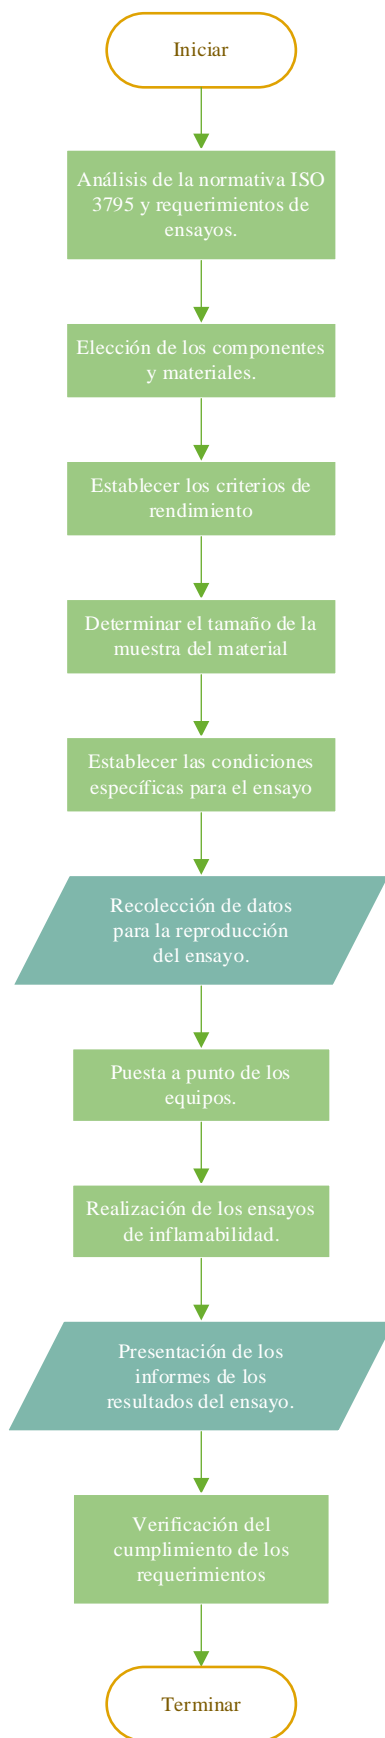 Iniciar
Análisis de la normativa ISO
3795 y requerimientos de
ensayos.
Elección de los componentes
y materiales.
Establecer los criterios de
rendimiento
Determinar el tamaño de la
muestra del material
Establecer las condiciones
específicas para el ensayo
Recolección de datos
para la reproducción
del ensayo.
Puesta a punto de los
equipos.
Realización de los ensayos
de inflamabilidad.
Presentación de los
informes de los
resultados del ensayo.
Verificación del
cumplimiento de los
requerimientos
Terminar